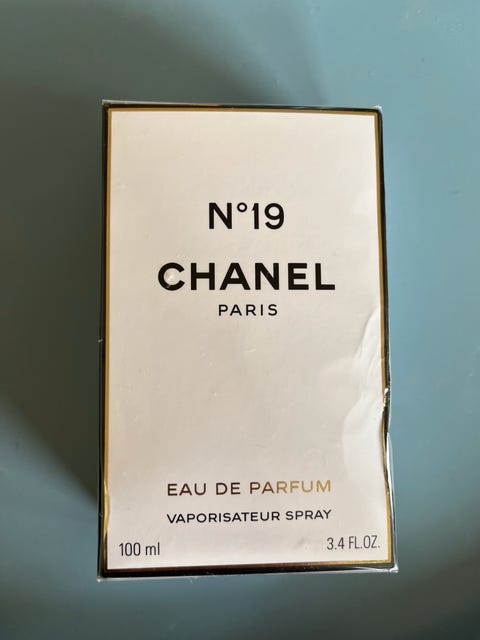 N°19
CHANEL
PARIS
EAU DE PARFUM
VAPORISATEUR SPRAY
100 ml 3.4 FL.OZ.